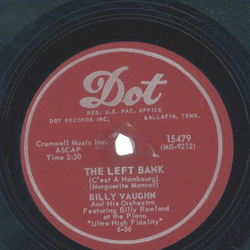 Dot
REG. U.S. PAT. OFFICE
DOT RECORDS INC. GALLATIN, TENN.
Cromwell Music Inc. 15479
ASCAP (MB-9212)
Time 2:30
THE LEFT BANK
(C'est A Hambourg)
(Marguerite Monnot)
BILLY VAUGHN
And His Orchestra
Featuring Billy Rowland
at the Piano
"Ultra High Fidelity"
6-56